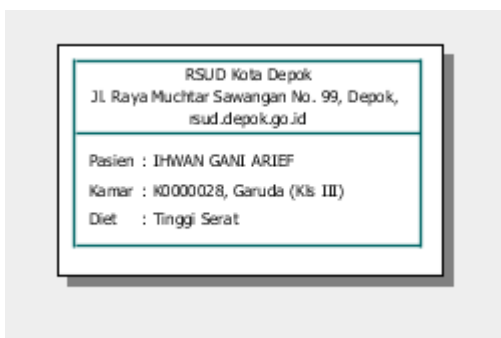 RSUD Kota Depok
Jl. Raya Muchtar Sawangan No. 99, Depok,
rsud.depok.go.id
Pasien : IHWAN GANI ARIEF
Kamar : K0000028, Garuda (Kls III)
Diet : Tinggi Serat